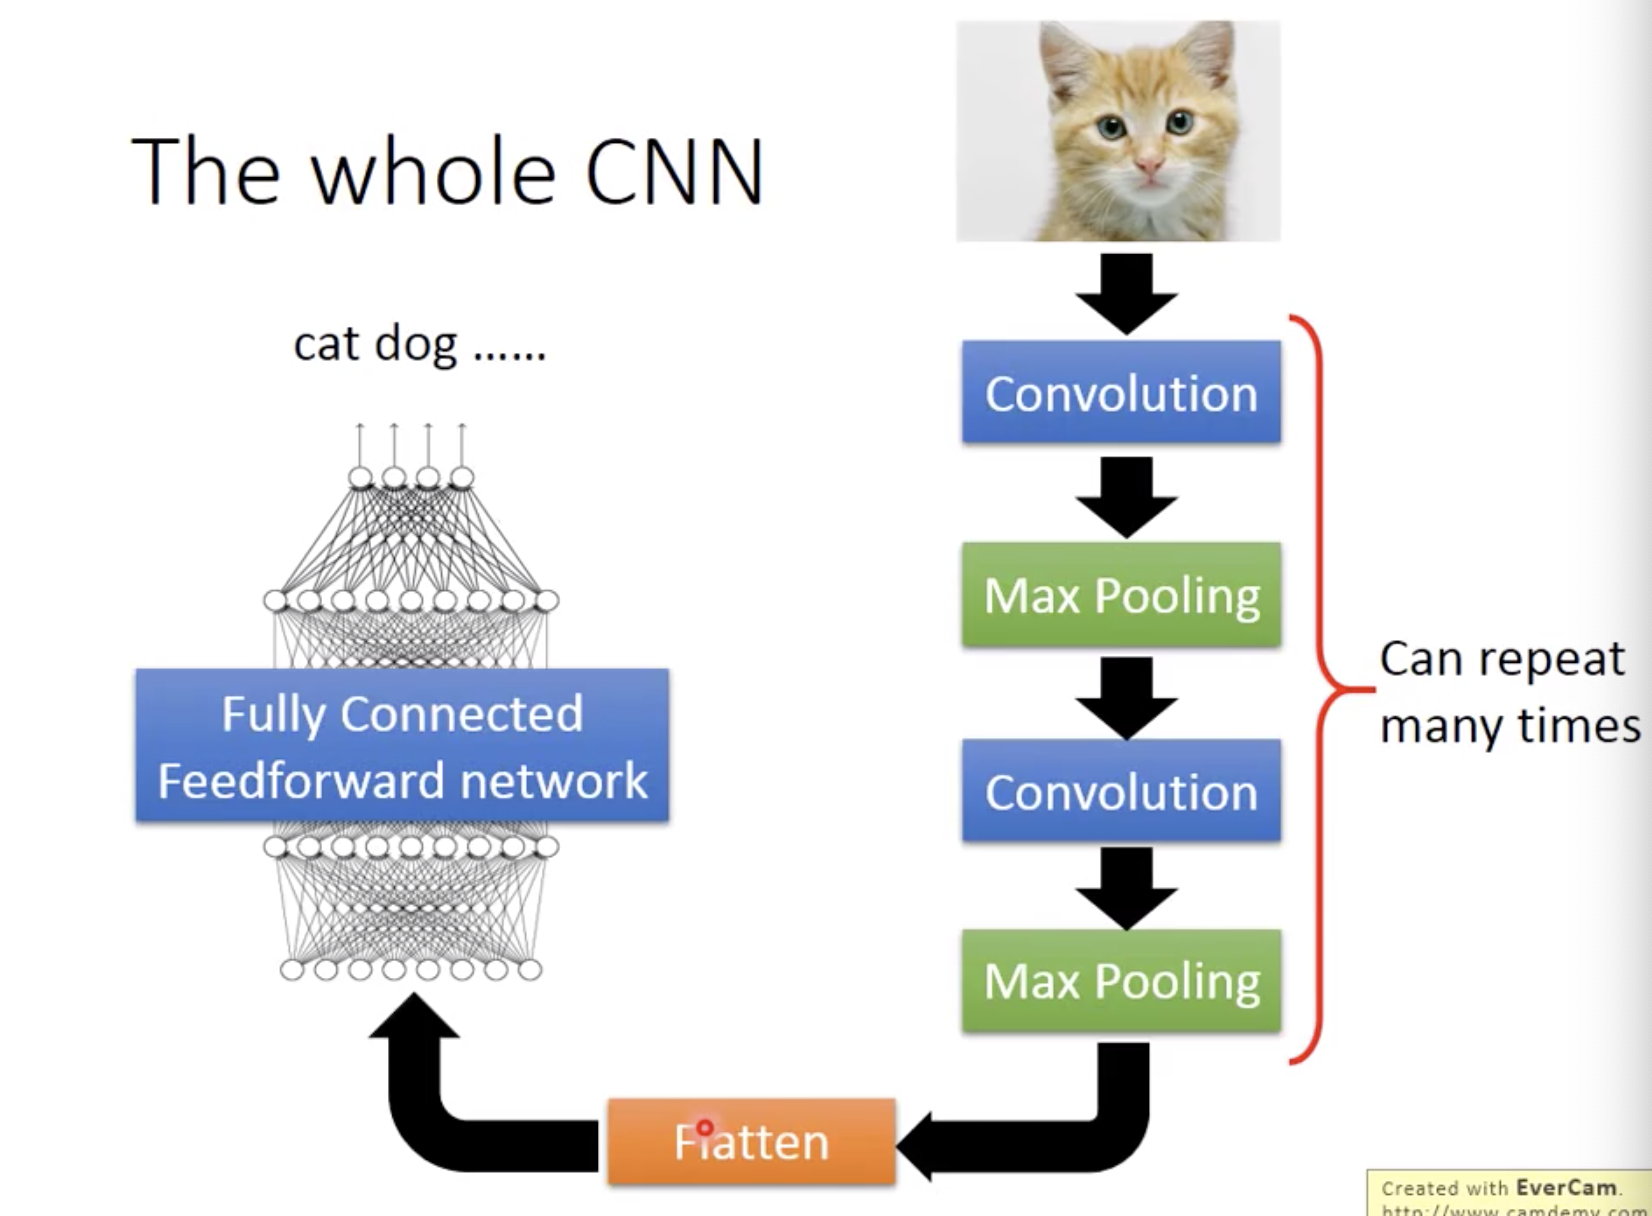 The whole CNN
cat dog ......
Convolution
Max Pooling
Convolution
Max Pooling
Can repeat
many times
Flatten
Fully Connected
Feedforward network
Created with EverCam.
http://www.camdemy.com